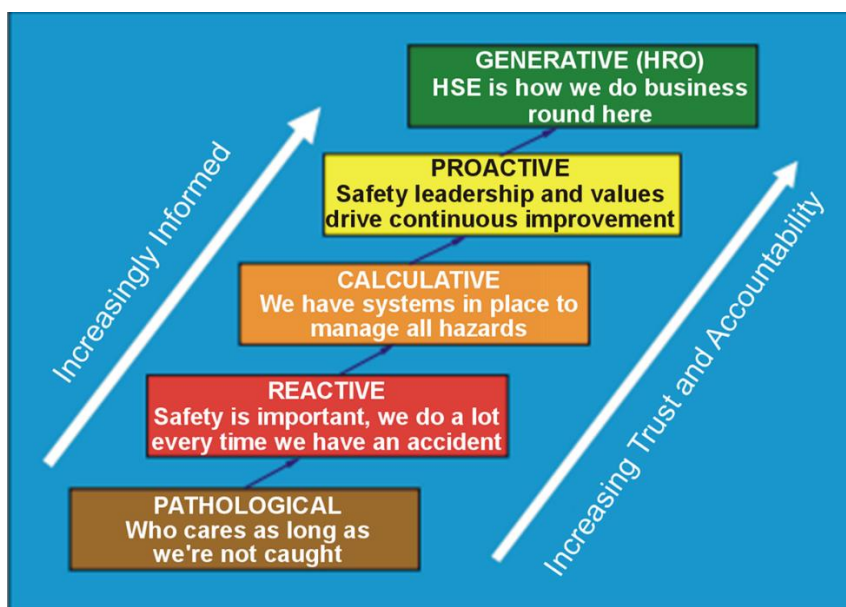 GENERATIVE (HRO)
HSE is how we do business
round here
PROACTIVE
Safety leadership and values
drive continuous improvement
CALCULATIVE
We have systems in place to
manage all hazards
REACTIVE
Safety is important, we do a lot
every time we have an accident
PATHOLOGICAL
Who cares as long as
we're not caught
Increasingly Informed
Increasing Trust and Accountability